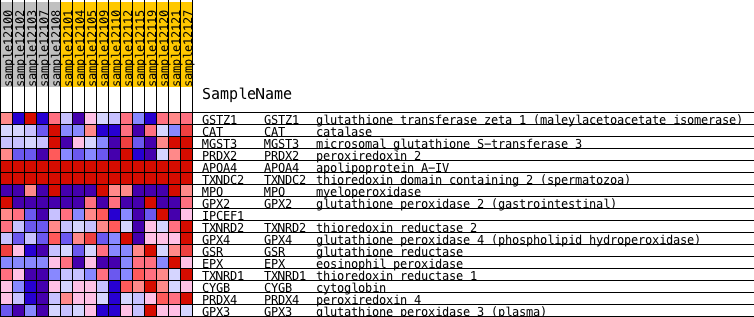 sample12100
sample12102
sample12103
sample12107
sample12108
sample12101
sample12104
sample12105
sample12109
sample12110
sample12112
sample12115
sample12119
sample12120
sample12121
sample12127
SampleName
GSTZ1 GSTZ1 glutathione transferase zeta 1 (maleylacetoacetate isomerase)
CAT CAT catalase
MGST3 MGST3 microsomal glutathione S-transferase 3
PRDX2 PRDX2 peroxiredoxin 2
APOA4 APOA4 apolipoprotein A-IV
TXNDC2 TXNDC2 thioredoxin domain containing 2 (spermatozoa)
MPO MPO myeloperoxidase
GPX2 GPX2 glutathione peroxidase 2 (gastrointestinal)
IPCEF1
TXNRD2 TXNRD2 thioredoxin reductase 2
GPX4 GPX4 glutathione peroxidase 4 (phospholipid hydroperoxidase)
GSR GSR glutathione reductase
EPX EPX eosinophil peroxidase
TXNRD1 TXNRD1 thioredoxin reductase 1
CYGB CYGB cytoglobin
PRDX4 PRDX4 peroxiredoxin 4
GPX3 GPX3 glutathione peroxidase 3 (plasma)